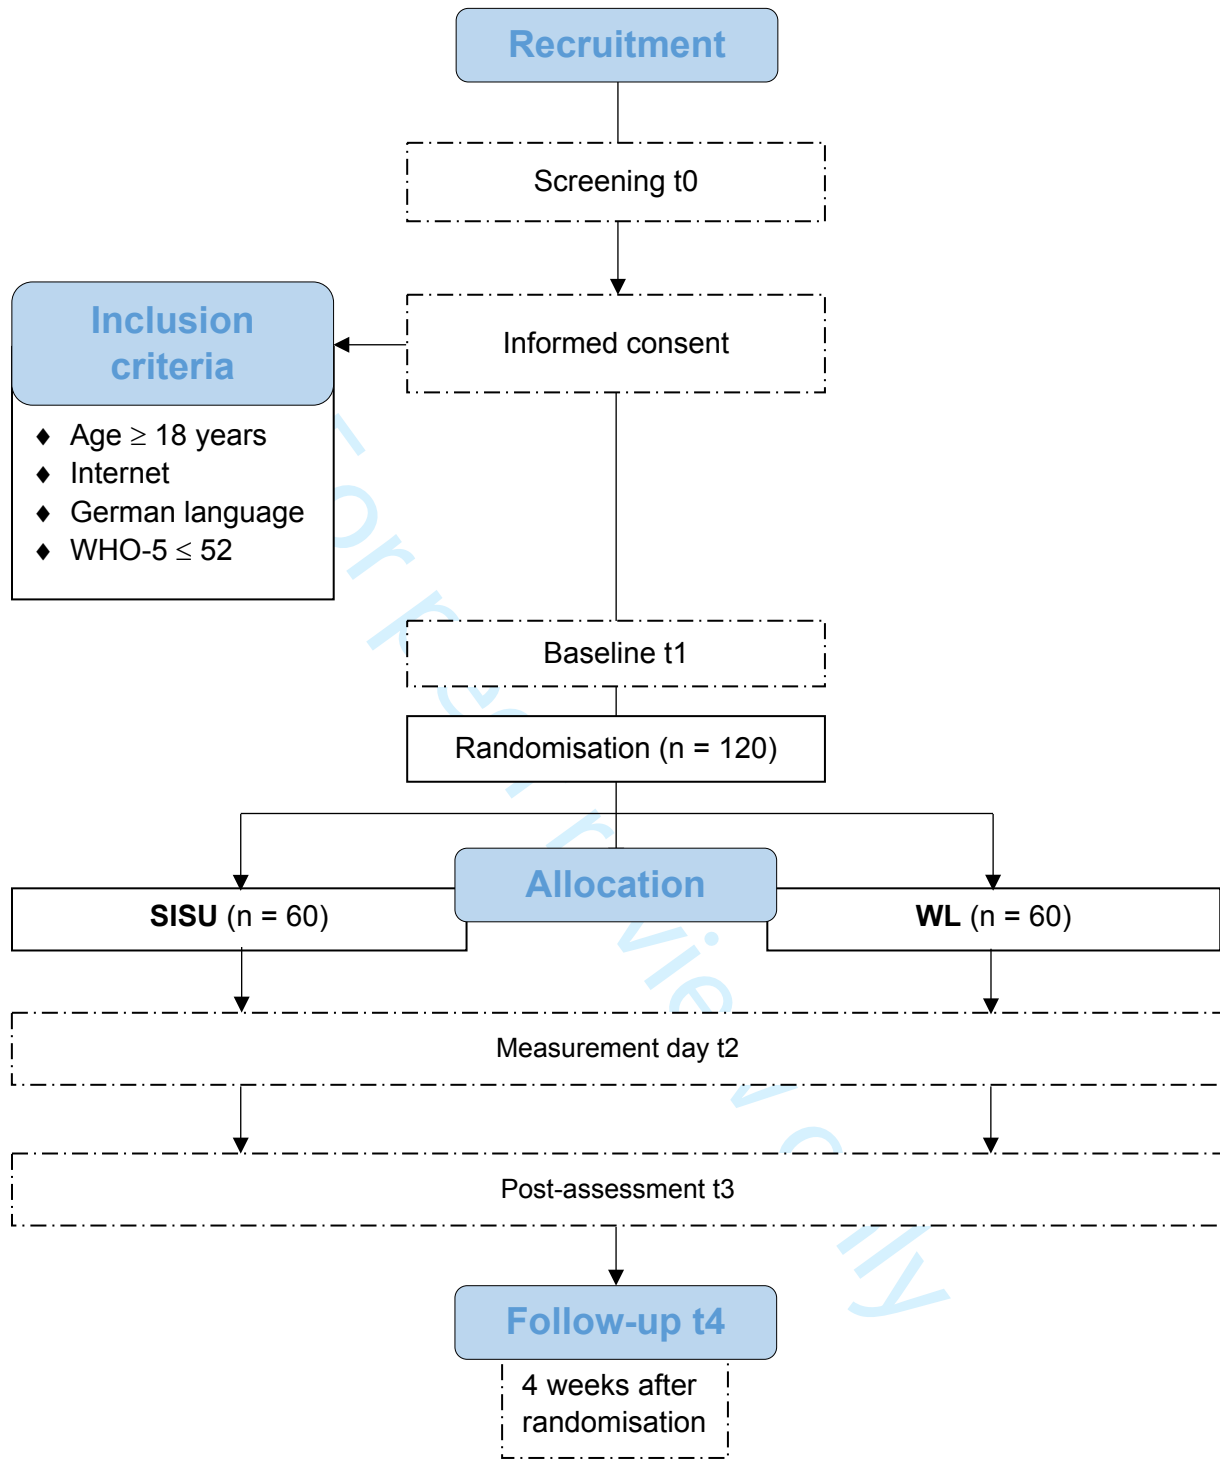 Recruitment
Screening t0
Informed consent
Inclusion
criteria
♦ Age ≥ 18 years
♦ Internet
♦ German language
♦ WHO-5 ≤ 52
Baseline t1
Randomisation (n = 120)
Allocation
SISU (n = 60)
WL (n = 60)
Measurement day t2
Post-assessment t3
Follow-up t4
4 weeks after
randomisation
For peer review only